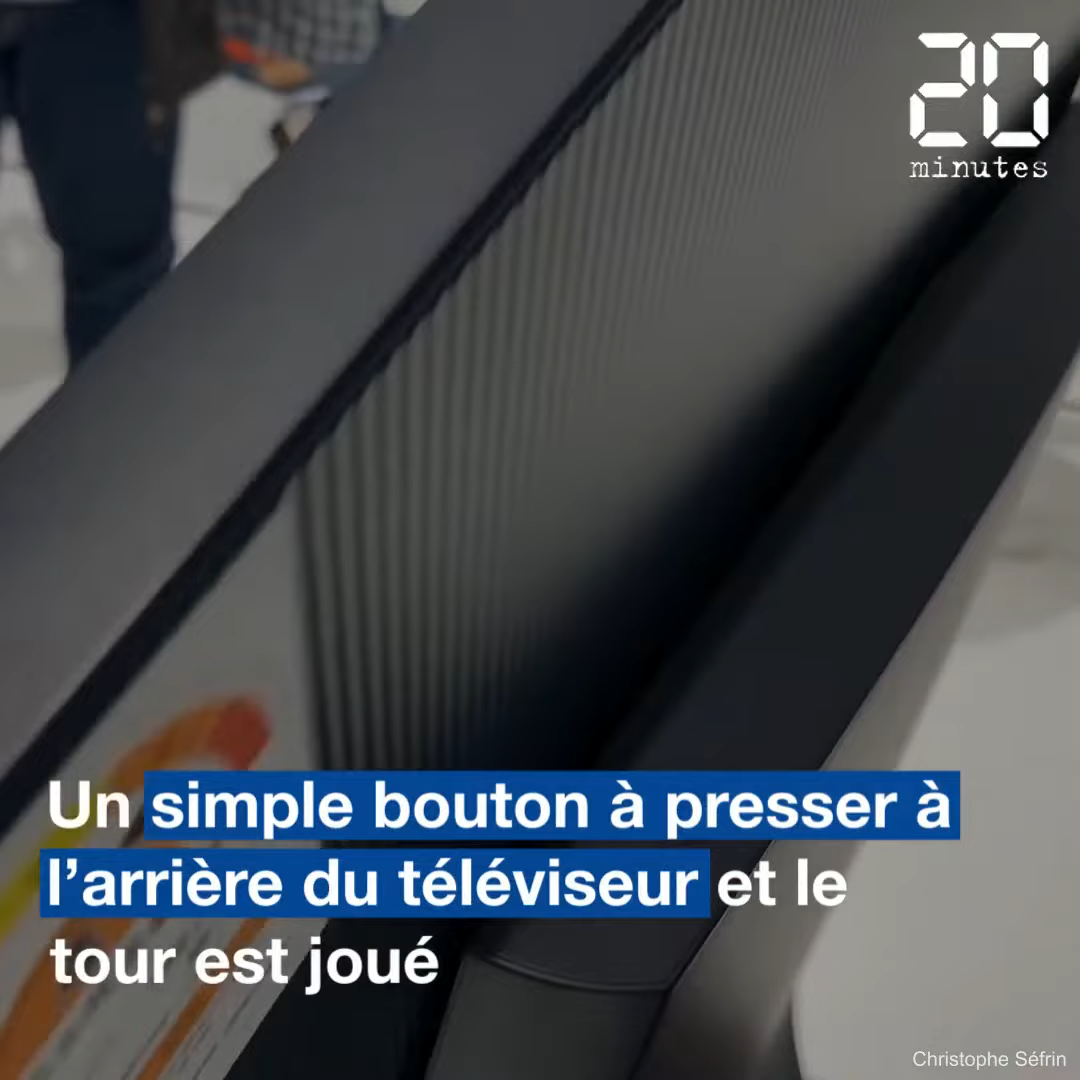 20
minutes
Un simple bouton à presser à
l’arrière du téléviseur et le
tour est joué
Christophe Séfrin